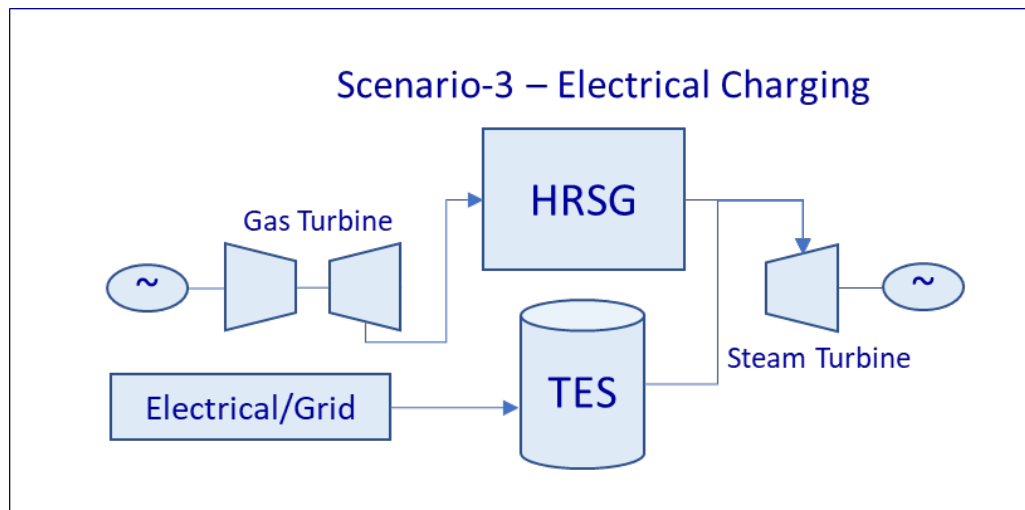 Scenario-3 – Electrical Charging
HRSG
Gas Turbine
~
~
Steam Turbine
TES
Electrical/Grid